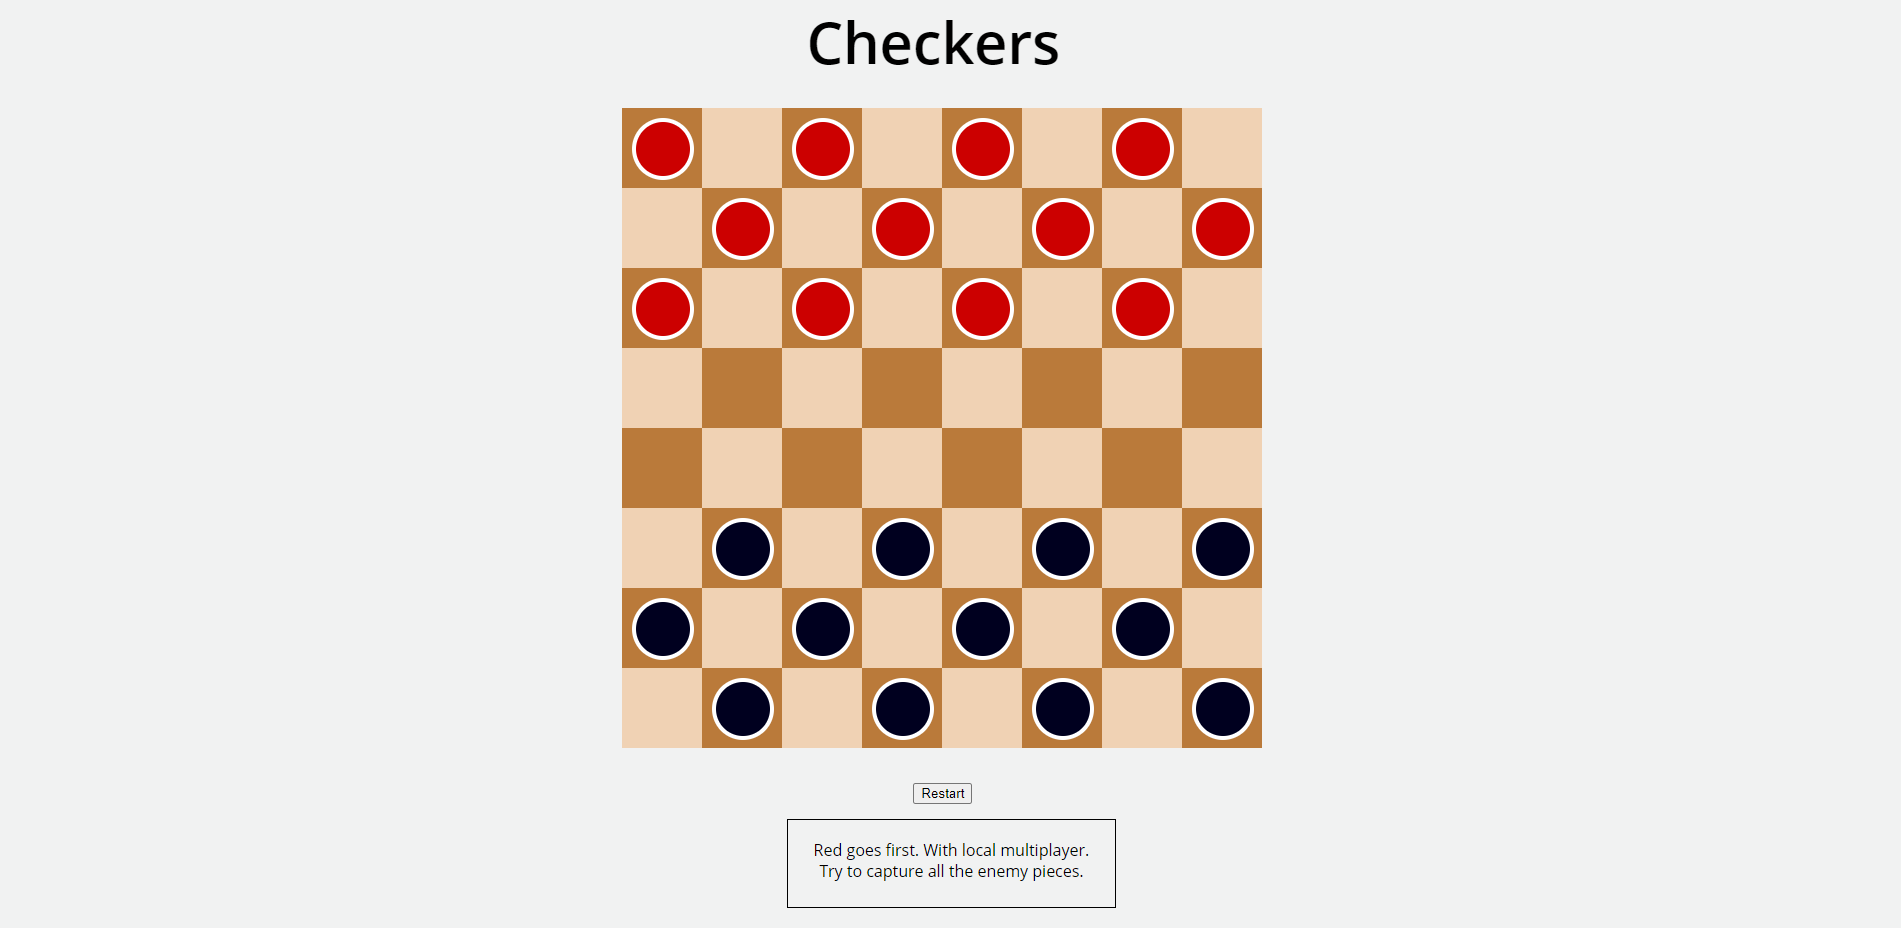 Checkers
Restart
Red goes first. With local multiplayer.
Try to capture all the enemy pieces.